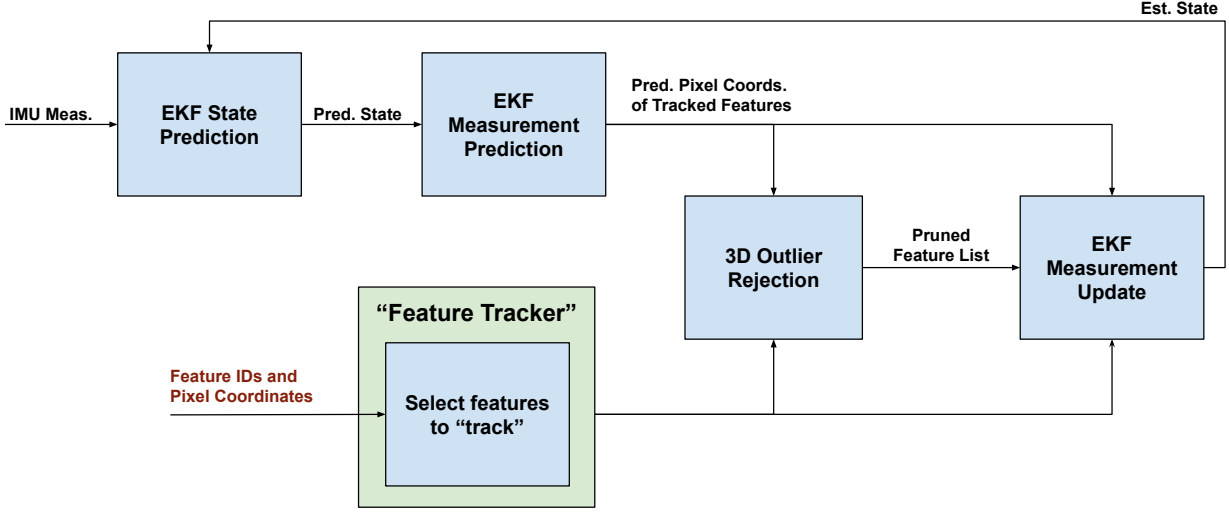 Est. State
IMU Meas.
EKF State
Prediction
Pred. State
EKF
Measurement
Prediction
Pred. Pixel Coords.
of Tracked Features
3D Outlier
Rejection
Pruned
Feature List
EKF
Measurement
Update
“Feature Tracker”
Feature IDs and
Pixel Coordinates
Select features
to “track”